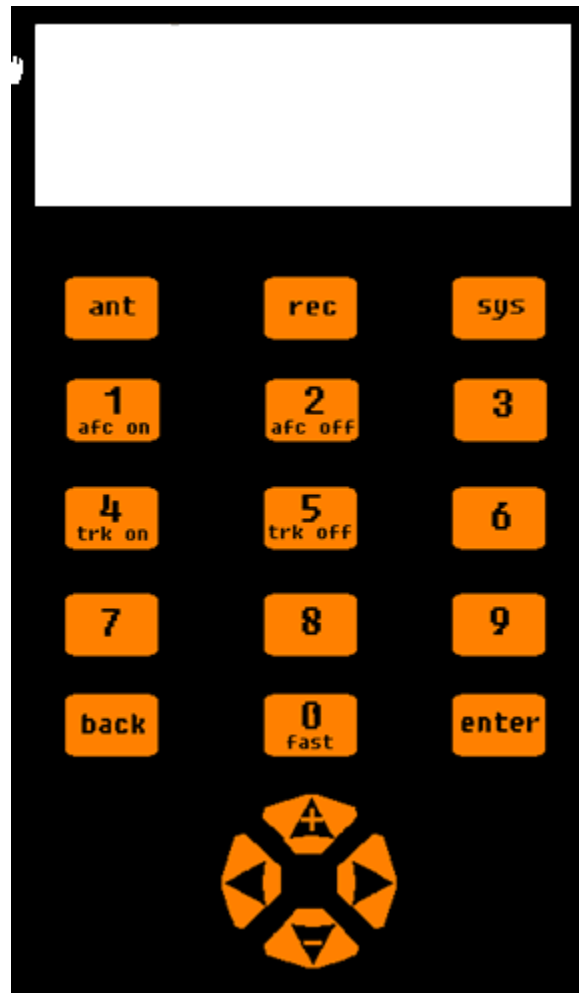 ant rec sys
1 2 3
afc on afc off
4 5 6
trk on trk off
7 8 9
back 0 enter
fast
+
-